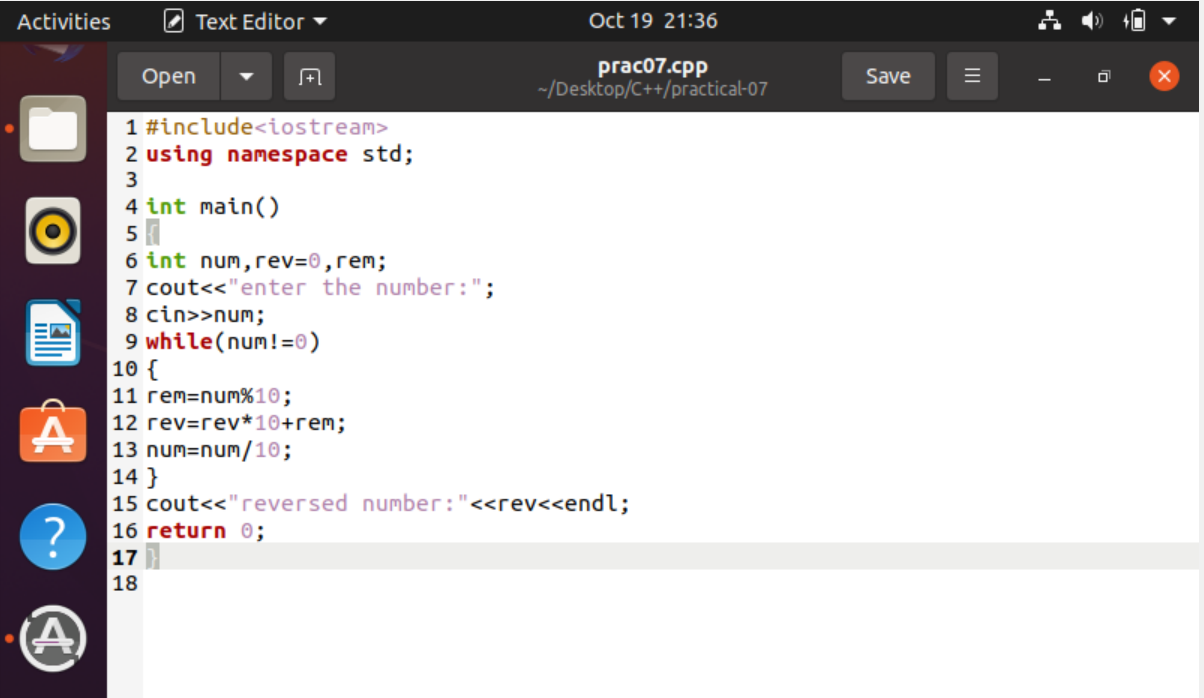 Activities Text Editor Oct 19 21:36
Open prac07.cpp Save
~/Desktop/C++/practical-07
1 #include<iostream>
2 using namespace std;
3
4 int main()
5 {
6 int num,rev=0,rem;
7 cout<<"enter the number:";
8 cin>>num;
9 while(num!=0)
10 {
11 rem=num%10;
12 rev=rev*10+rem;
13 num=num/10;
14 }
15 cout<<"reversed number:"<<rev<<endl;
16 return 0;
17 }
18